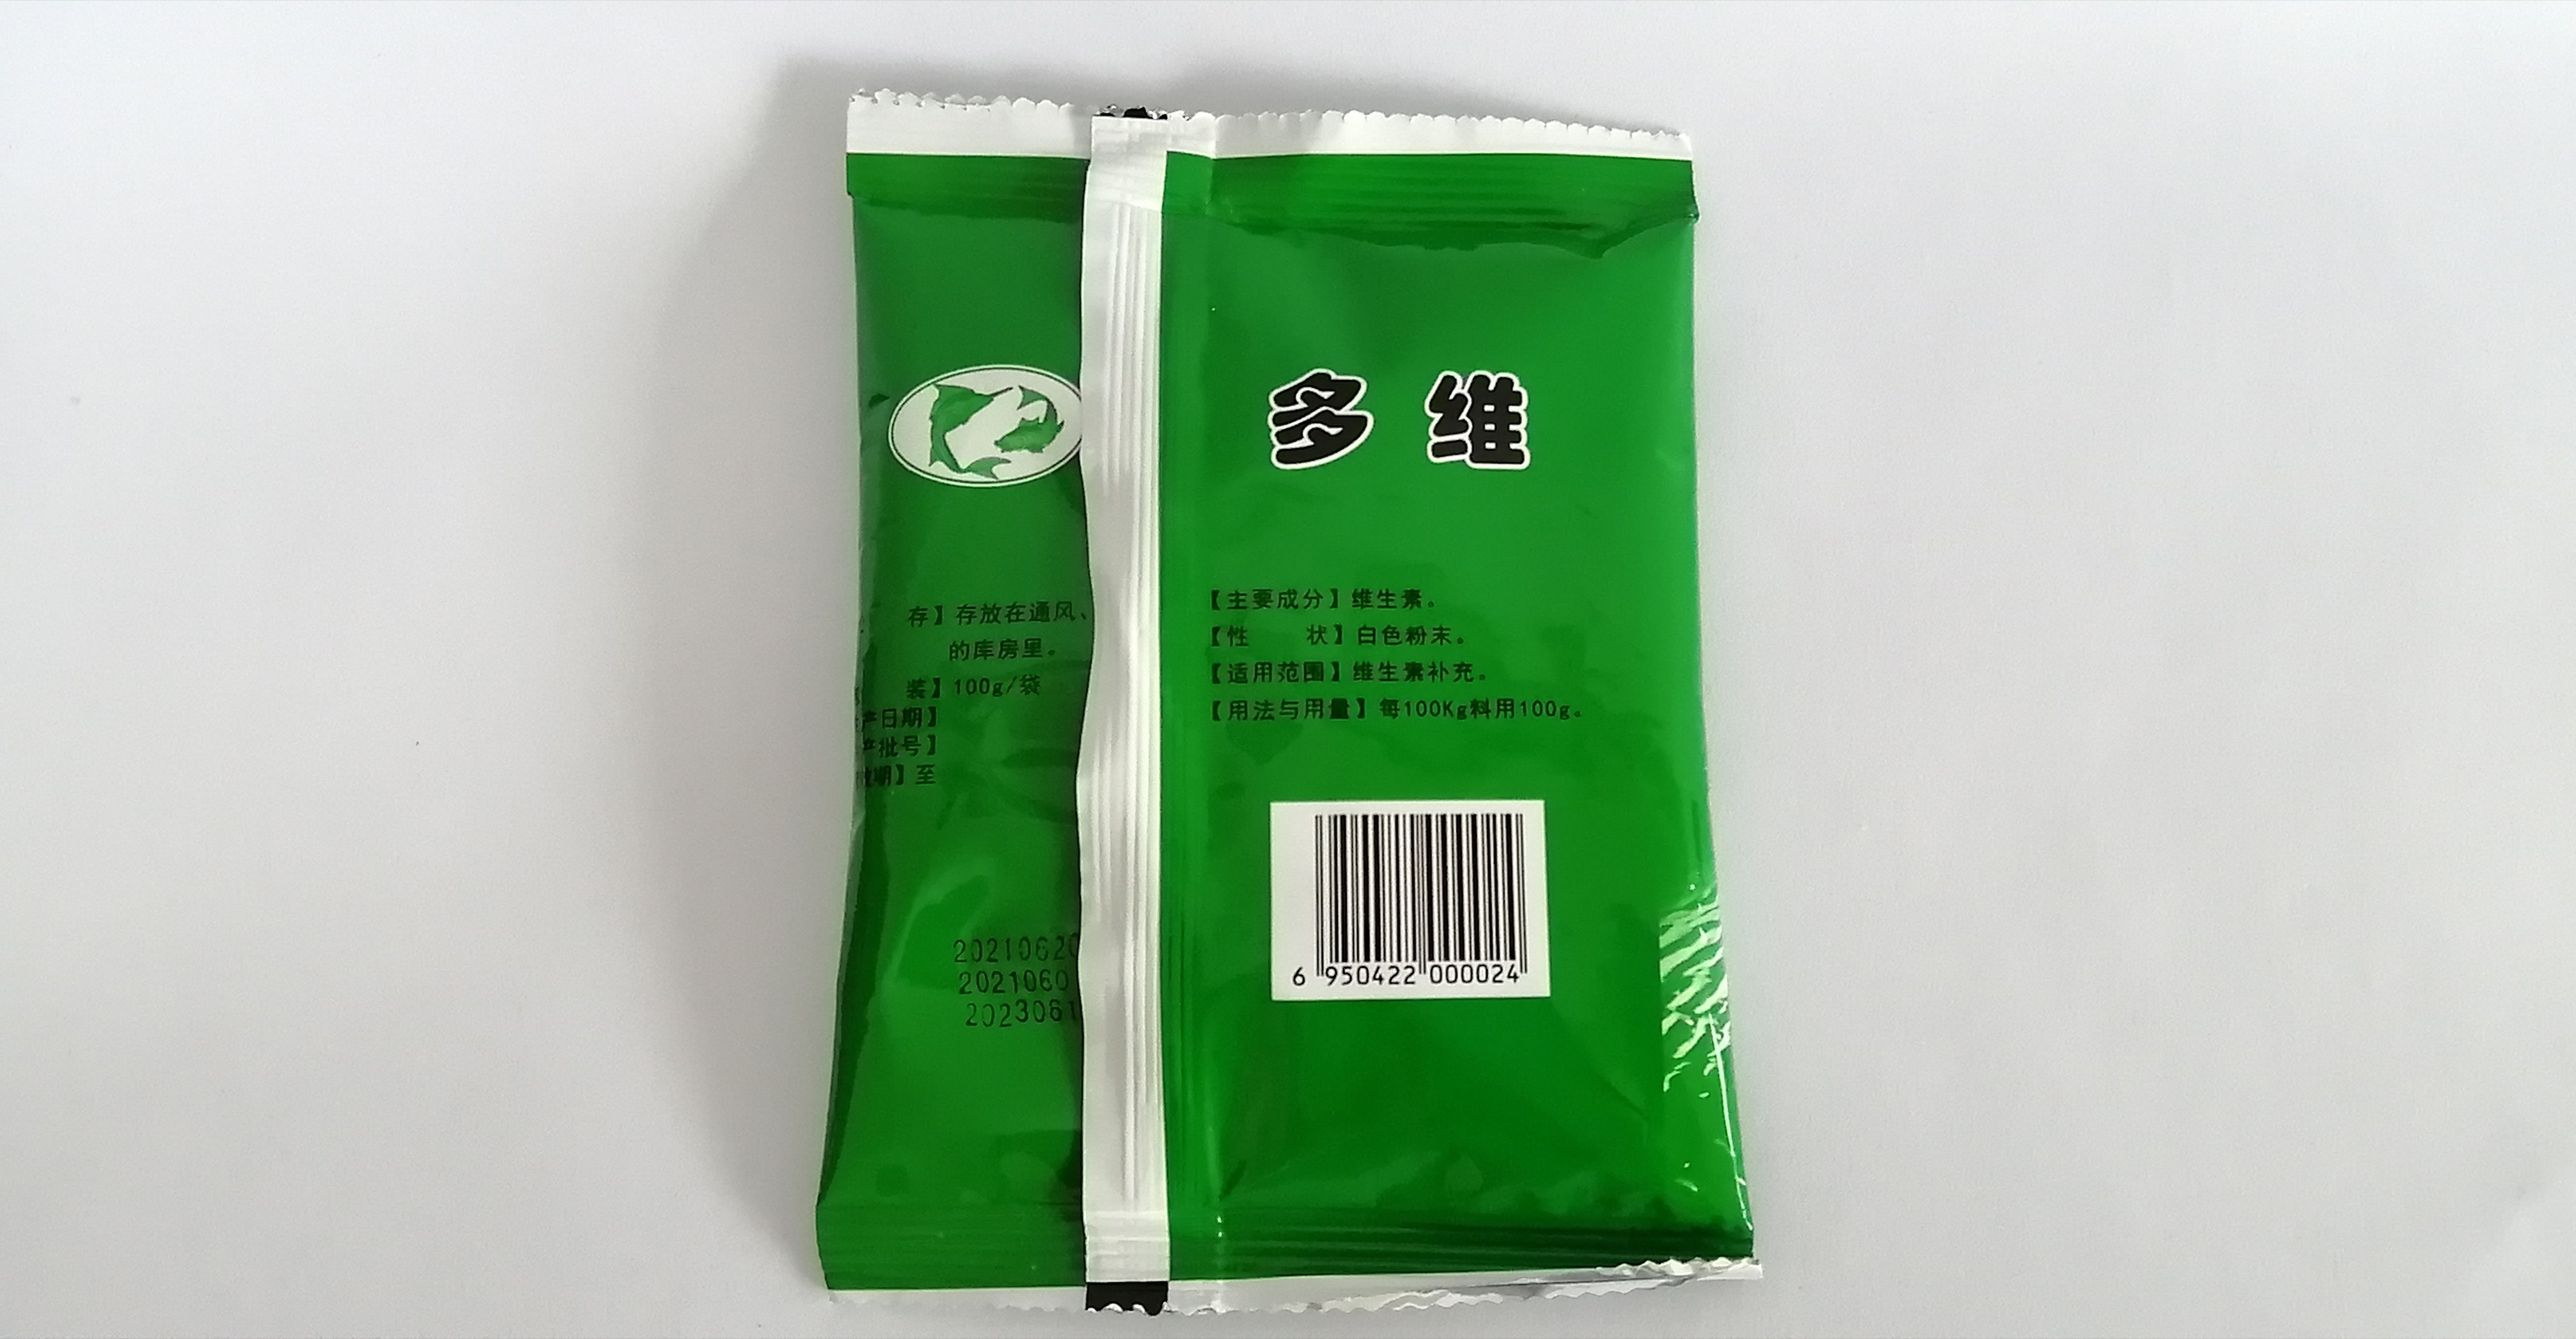 多维
存】存放在通风、
的库房里。
装】100g/袋
产日期】
产批号】
效期】至
20210620
2021060
2023061
【主要成分】维生素。
【性 状】白色粉末。
【适用范围】维生素补充。
【用法与用量】每100Kg料用100g。
6 950422 000024